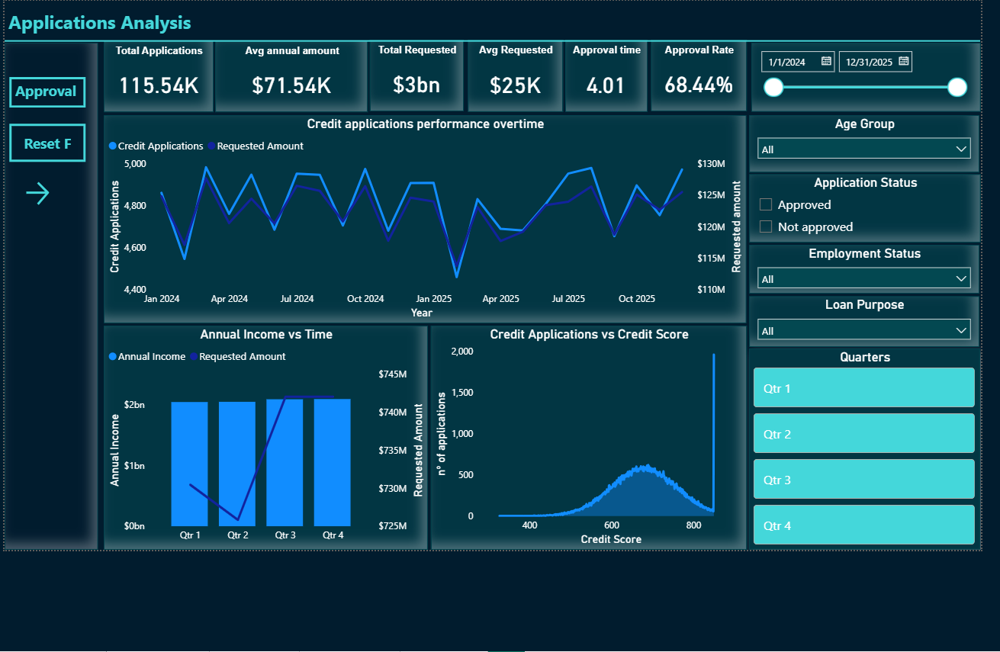 Applications Analysis
Approval
Reset F
Total Applications
115.54K
Avg annual amount
$71.54K
Total Requested
$3bn
Avg Requested
$25K
Approval time
4.01
Approval Rate
68.44%
1/1/2024
12/31/2025
Credit applications performance overtime
Credit Applications
Requested Amount
Credit Applications
5,000
4,800
4,600
4,400
$130M
$125M
$120M
$115M
$110M
Requested amount
Jan 2024
Apr 2024
Jul 2024
Oct 2024
Jan 2025
Apr 2025
Jul 2025
Oct 2025
Year
Age Group
All
Application Status
Approved
Not approved
Employment Status
All
Loan Purpose
All
Quarters
Qtr 1
Qtr 2
Qtr 3
Qtr 4
Annual Income vs Time
Annual Income
Requested Amount
Annual Income
$2bn
$1bn
$0bn
$745M
$740M
$735M
$730M
$725M
Requested Amount
Qtr 1
Qtr 2
Qtr 3
Qtr 4
Credit Applications vs Credit Score
nº of applications
2,000
1,500
1,000
500
0
400
600
800
Credit Score